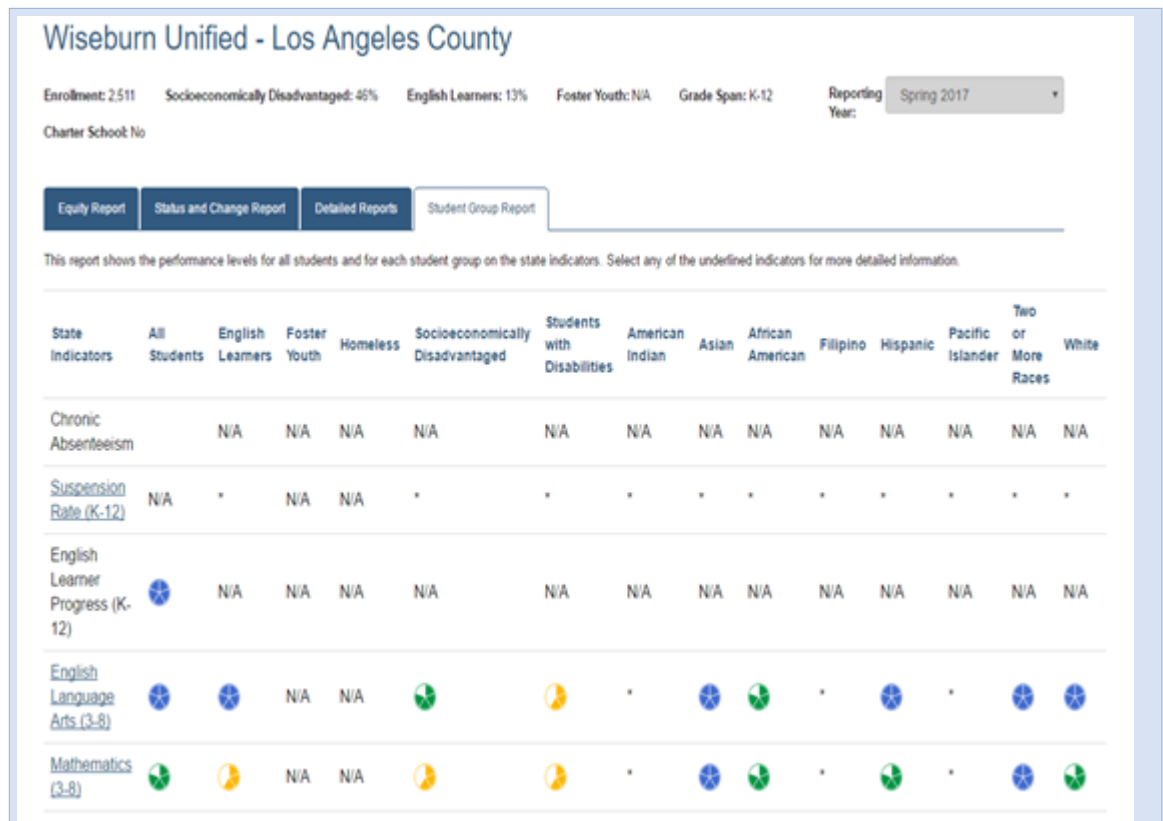 Wiseburn Unified - Los Angeles County
Enrollment: 2,511 Socioeconomically Disadvantaged: 46% English Learners: 13% Foster Youth: N/A Grade Span: K-12 Reporting Year: Spring 2017
Charter School: No
Equity Report Status and Change Report Detailed Reports Student Group Report
This report shows the performance levels for all students and for each student group on the state indicators. Select any of the underlined indicators for more detailed information.
State Indicators All Students English Learners Foster Youth Homeless Socioeconomically Disadvantaged Students with Disabilities American Indian Asian African American Filipino Hispanic Pacific Islander Two or More Races White
Chronic Absenteeism N/A N/A N/A N/A N/A N/A N/A N/A N/A N/A N/A N/A N/A
Suspension Rate (K-12) N/A * N/A N/A * * * * * * * * * *
English Learner Progress (K-12) N/A N/A N/A N/A N/A N/A N/A N/A N/A N/A N/A N/A N/A
English Language Arts (3-8) N/A N/A * * *
Mathematics (3-8) N/A N/A * * *